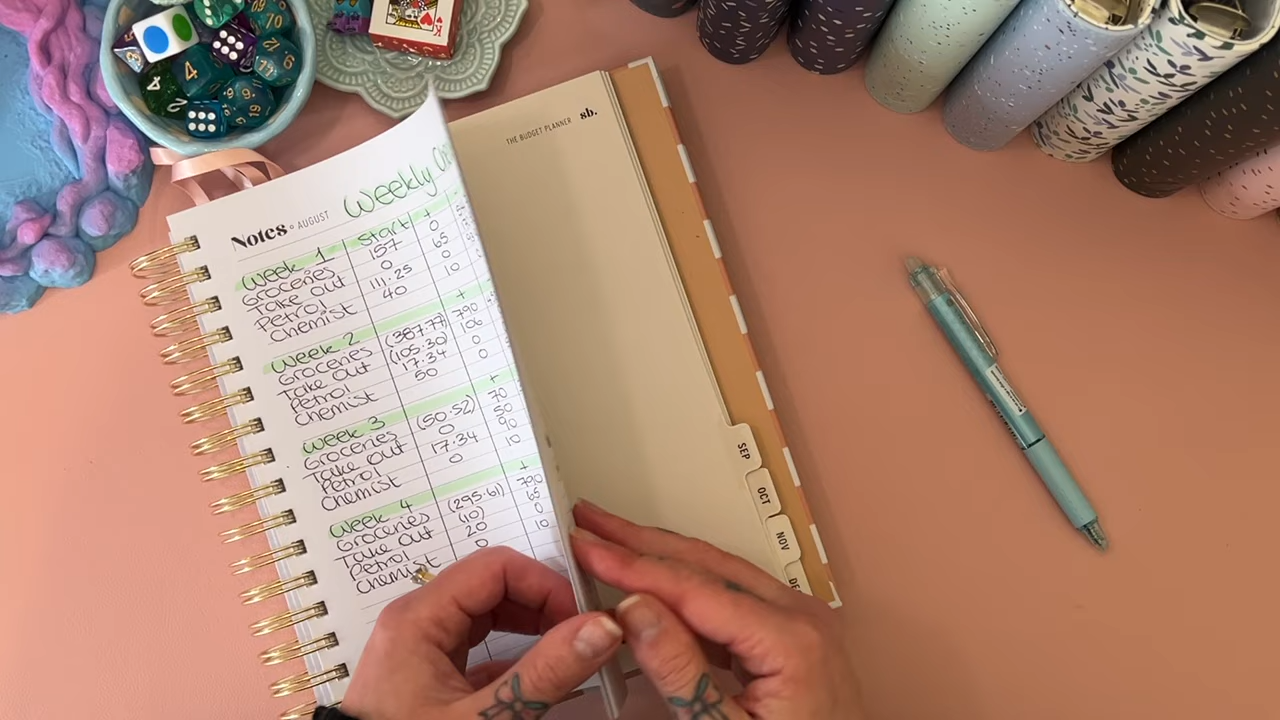 THE BUDGET PLANNER sb.
Notes AUGUST
Weekly
Week 1 Start +
Groceries 157 0
Take Out 0 65
Petrol 111.25 0
Chemist 40 10
Week 2 +
Groceries (387.77) 790
Take Out (105.30) 106
Petrol 17.34 0
Chemist 50 0
Week 3 +
Groceries (50.52) 70
Take Out 0 50
Petrol 17.34 90
Chemist 0 10
Week 4 +
Groceries (295.61) 790
Take Out (10) 65
Petrol 20 0
Chemist 0 10
SEP
OCT
NOV